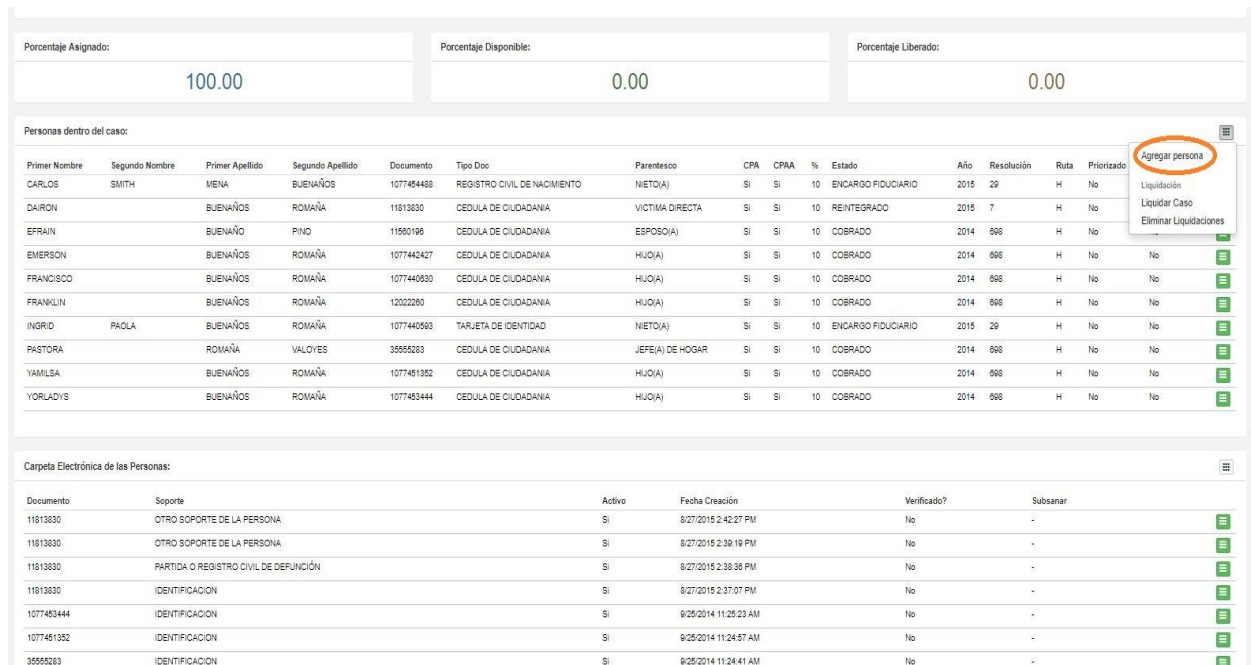 Porcentaje Asignado: Porcentaje Disponible: Porcentaje Liberado:
100.00 0.00 0.00
Personas dentro del caso:
Primer Nombre Segundo Nombre Primer Apellido Segundo Apellido Documento Tipo Doc Parentesco CPA CPAA % Estado Año Resolución Ruta Priorizado
Agregar persona
Liquidación
Liquidar Caso
Eliminar Liquidaciones
CARLOS SMITH MENA BUENAÑOS 1077454488 REGISTRO CIVIL DE NACIMIENTO NIETO(A) Si Si 10 ENCARGO FIDUCIARIO 2015 29 H No
DAIRON BUENAÑOS ROMAÑA 11813830 CEDULA DE CIUDADANIA VICTIMA DIRECTA Si Si 10 REINTEGRADO 2015 7 H No
EFRAIN BUENAÑO PINO 11560196 CEDULA DE CIUDADANIA ESPOSO(A) Si Si 10 COBRADO 2014 698 H No
EMERSON BUENAÑOS ROMAÑA 1077442427 CEDULA DE CIUDADANIA HIJO(A) Si Si 10 COBRADO 2014 698 H No No
FRANCISCO BUENAÑOS ROMAÑA 1077440630 CEDULA DE CIUDADANIA HIJO(A) Si Si 10 COBRADO 2014 698 H No No
FRANKLIN BUENAÑOS ROMAÑA 12022260 CEDULA DE CIUDADANIA HIJO(A) Si Si 10 COBRADO 2014 698 H No No
INGRID PAOLA BUENAÑOS ROMAÑA 1077440593 TARJETA DE IDENTIDAD NIETO(A) Si Si 10 ENCARGO FIDUCIARIO 2015 29 H No No
PASTORA ROMAÑA VALOYES 35555283 CEDULA DE CIUDADANIA JEFE(A) DE HOGAR Si Si 10 COBRADO 2014 698 H No No
YAMILSA BUENAÑOS ROMAÑA 1077451352 CEDULA DE CIUDADANIA HIJO(A) Si Si 10 COBRADO 2014 698 H No No
YORLADYS BUENAÑOS ROMAÑA 1077453444 CEDULA DE CIUDADANIA HIJO(A) Si Si 10 COBRADO 2014 698 H No No
Carpeta Electrónica de las Personas:
Documento Soporte Activo Fecha Creación Verificado? Subsanar
11813830 OTRO SOPORTE DE LA PERSONA Si 8/27/2015 2:42:27 PM No -
11813830 OTRO SOPORTE DE LA PERSONA Si 8/27/2015 2:39:19 PM No -
11813830 PARTIDA O REGISTRO CIVIL DE DEFUNCIÓN Si 8/27/2015 2:38:36 PM No -
11813830 IDENTIFICACION Si 8/27/2015 2:37:07 PM No -
1077453444 IDENTIFICACION Si 9/25/2014 11:25:23 AM No -
1077451352 IDENTIFICACION Si 9/25/2014 11:24:57 AM No -
35555283 IDENTIFICACION Si 9/25/2014 11:24:41 AM No -